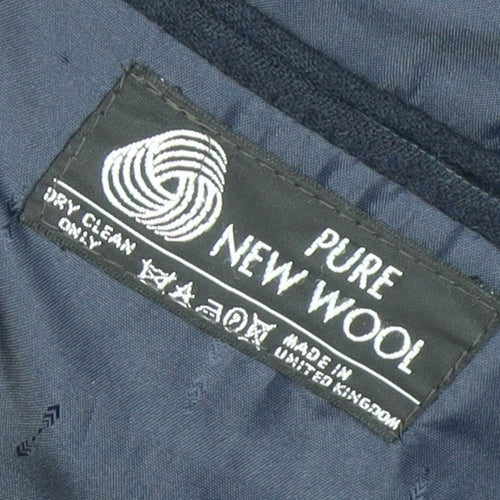 PURE
NEW WOOL
DRY CLEAN
ONLY
P
MADE IN
UNITED KINGDOM